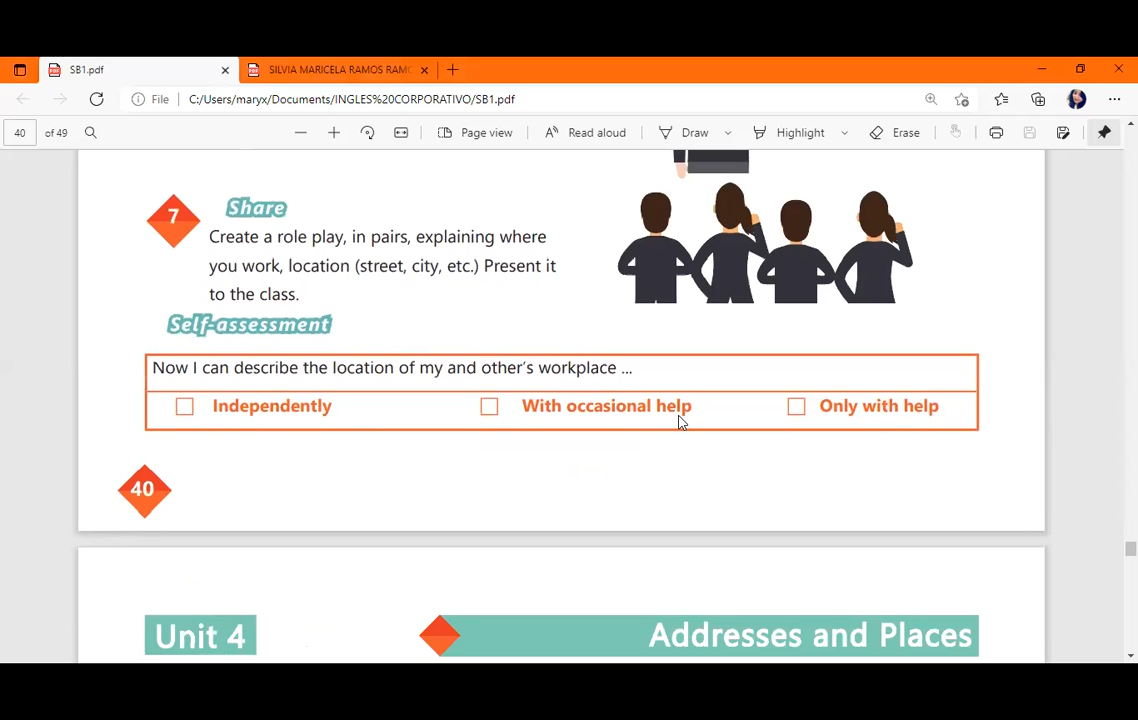 SB1.pdf
SILVIA MARICELA RAMOS RAM
File
C:/Users/maryx/Documents/INGLES%20CORPORATIVO/SB1.pdf
40 of 49
Page view
Read aloud
Draw
Highlight
Erase
7
Share
Create a role play, in pairs, explaining where
you work, location (street, city, etc.) Present it
to the class.
Self-assessment
Now I can describe the location of my and other´s workplace ...
Independently
With occasional help
Only with help
40
Unit 4
Addresses and Places